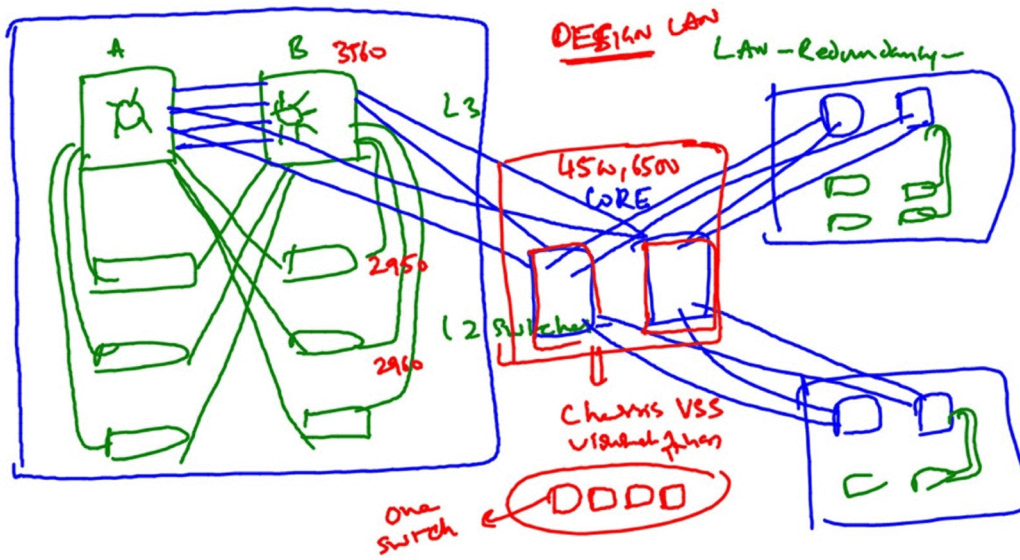 DESIGN LAN
LAN-Redundancy-
A
B
3560
L3
4500, 6500
CORE
2950
L2 switches
2960
Chassis VSS
one
switch